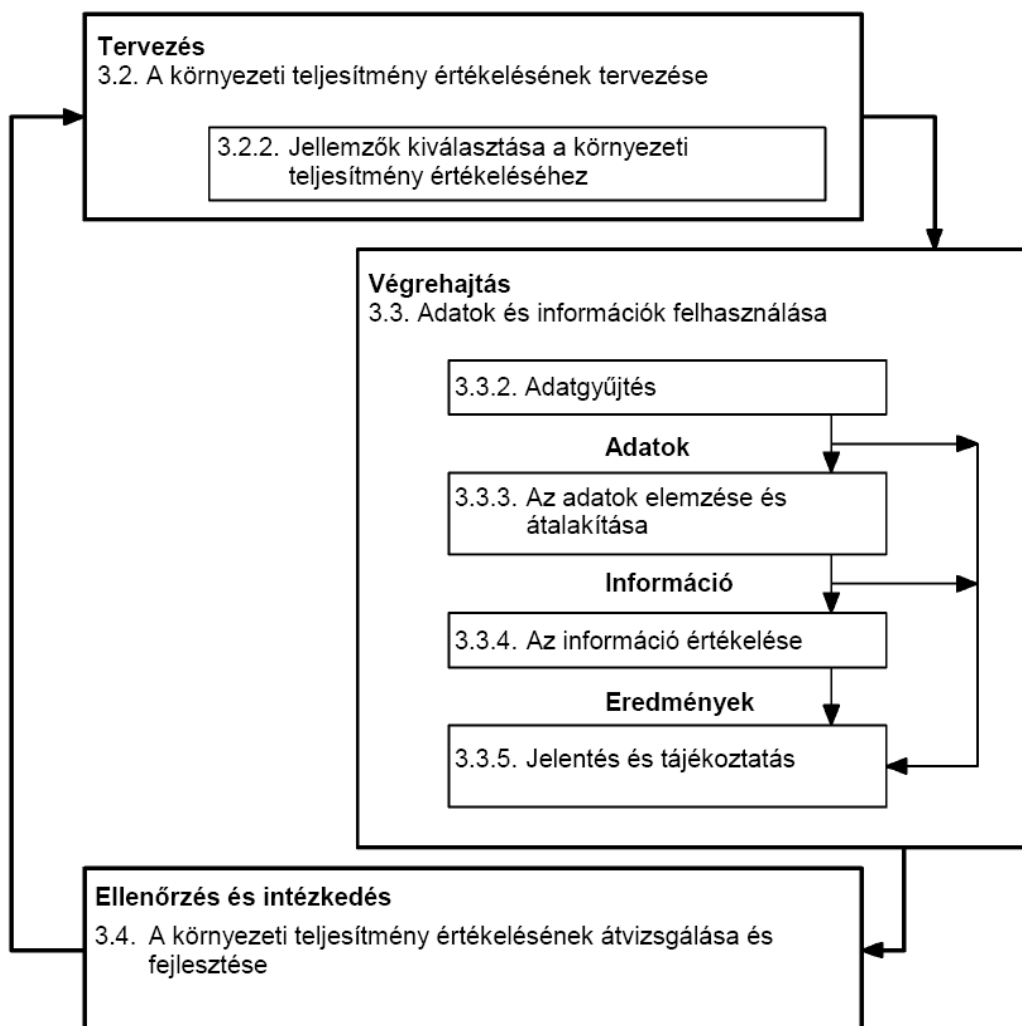 Tervezés
3.2. A környezeti teljesítmény értékelésének tervezése
3.2.2. Jellemzők kiválasztása a környezeti
teljesítmény értékeléséhez
Végrehajtás
3.3. Adatok és információk felhasználása
3.3.2. Adatgyűjtés
Adatok
3.3.3. Az adatok elemzése és
átalakítása
Információ
3.3.4. Az információ értékelése
Eredmények
3.3.5. Jelentés és tájékoztatás
Ellenőrzés és intézkedés
3.4. A környezeti teljesítmény értékelésének átvizsgálása és
fejlesztése